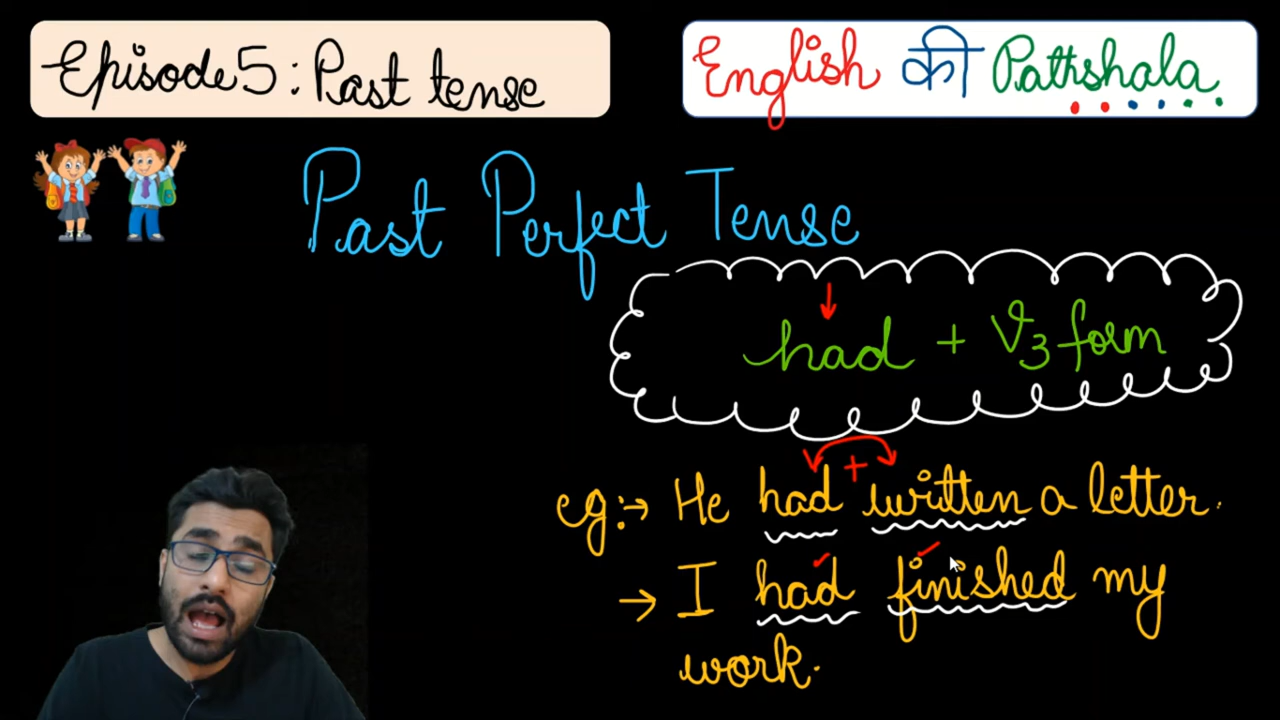 Episode 5 : Past tense
English की Pathshala
Past Perfect Tense
had + V3 form
+
eg:→ He had written a letter.
→ I had finished my
work.